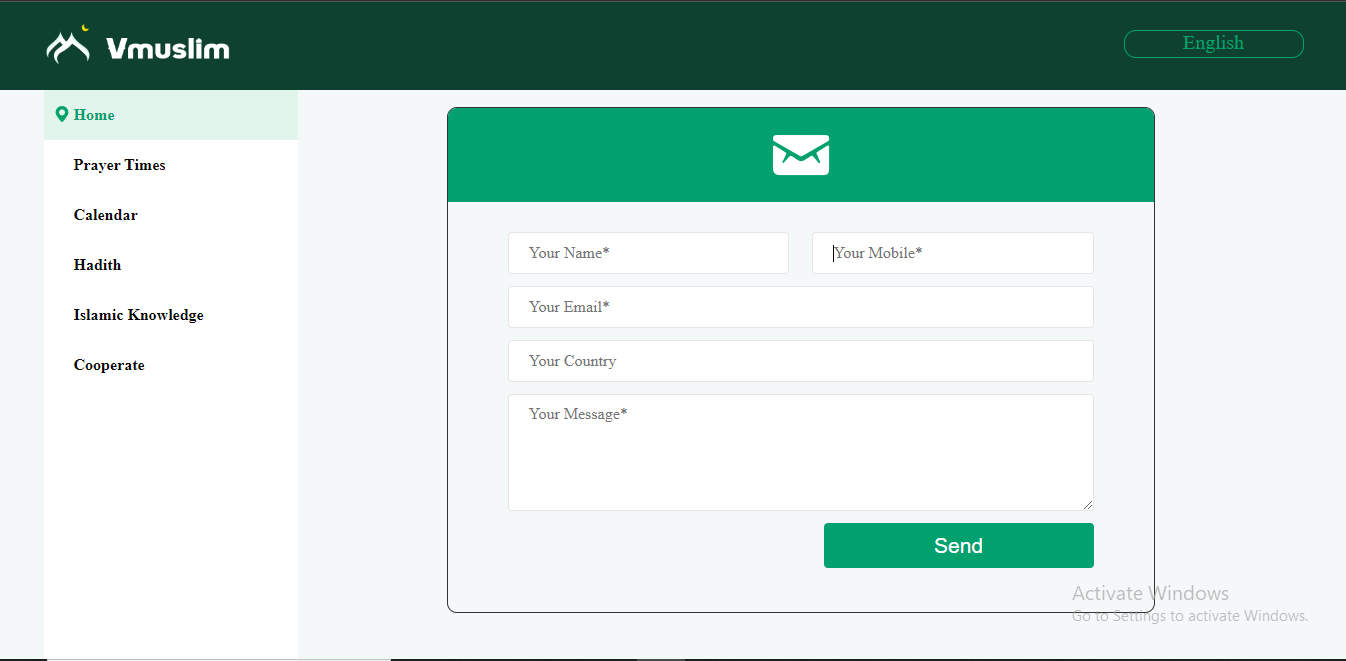 Vmuslim
English
Home
Prayer Times
Calendar
Hadith
Islamic Knowledge
Cooperate
Your Name*
Your Mobile*
Your Email*
Your Country
Your Message*
Send
Activate Windows
Go to Settings to activate Windows.